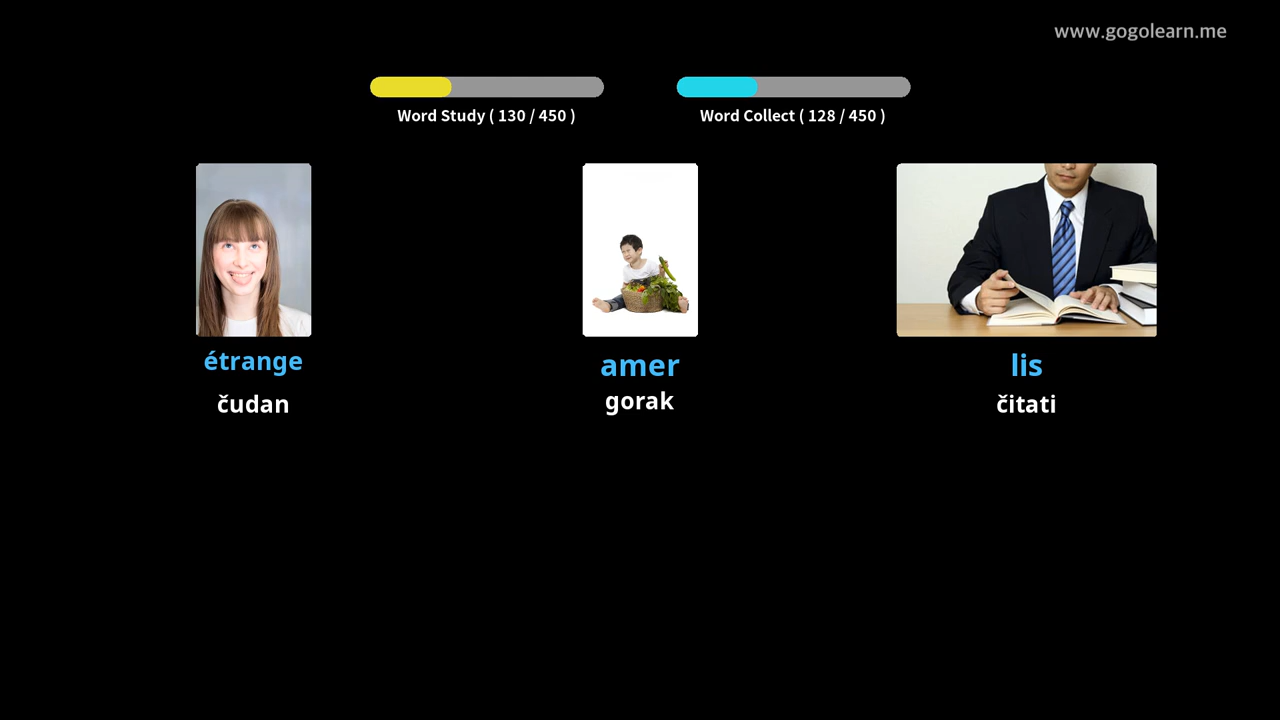 www.gogolearn.me
Word Study ( 130 / 450 )
Word Collect ( 128 / 450 )
étrange
čudan
amer
gorak
lis
čitati